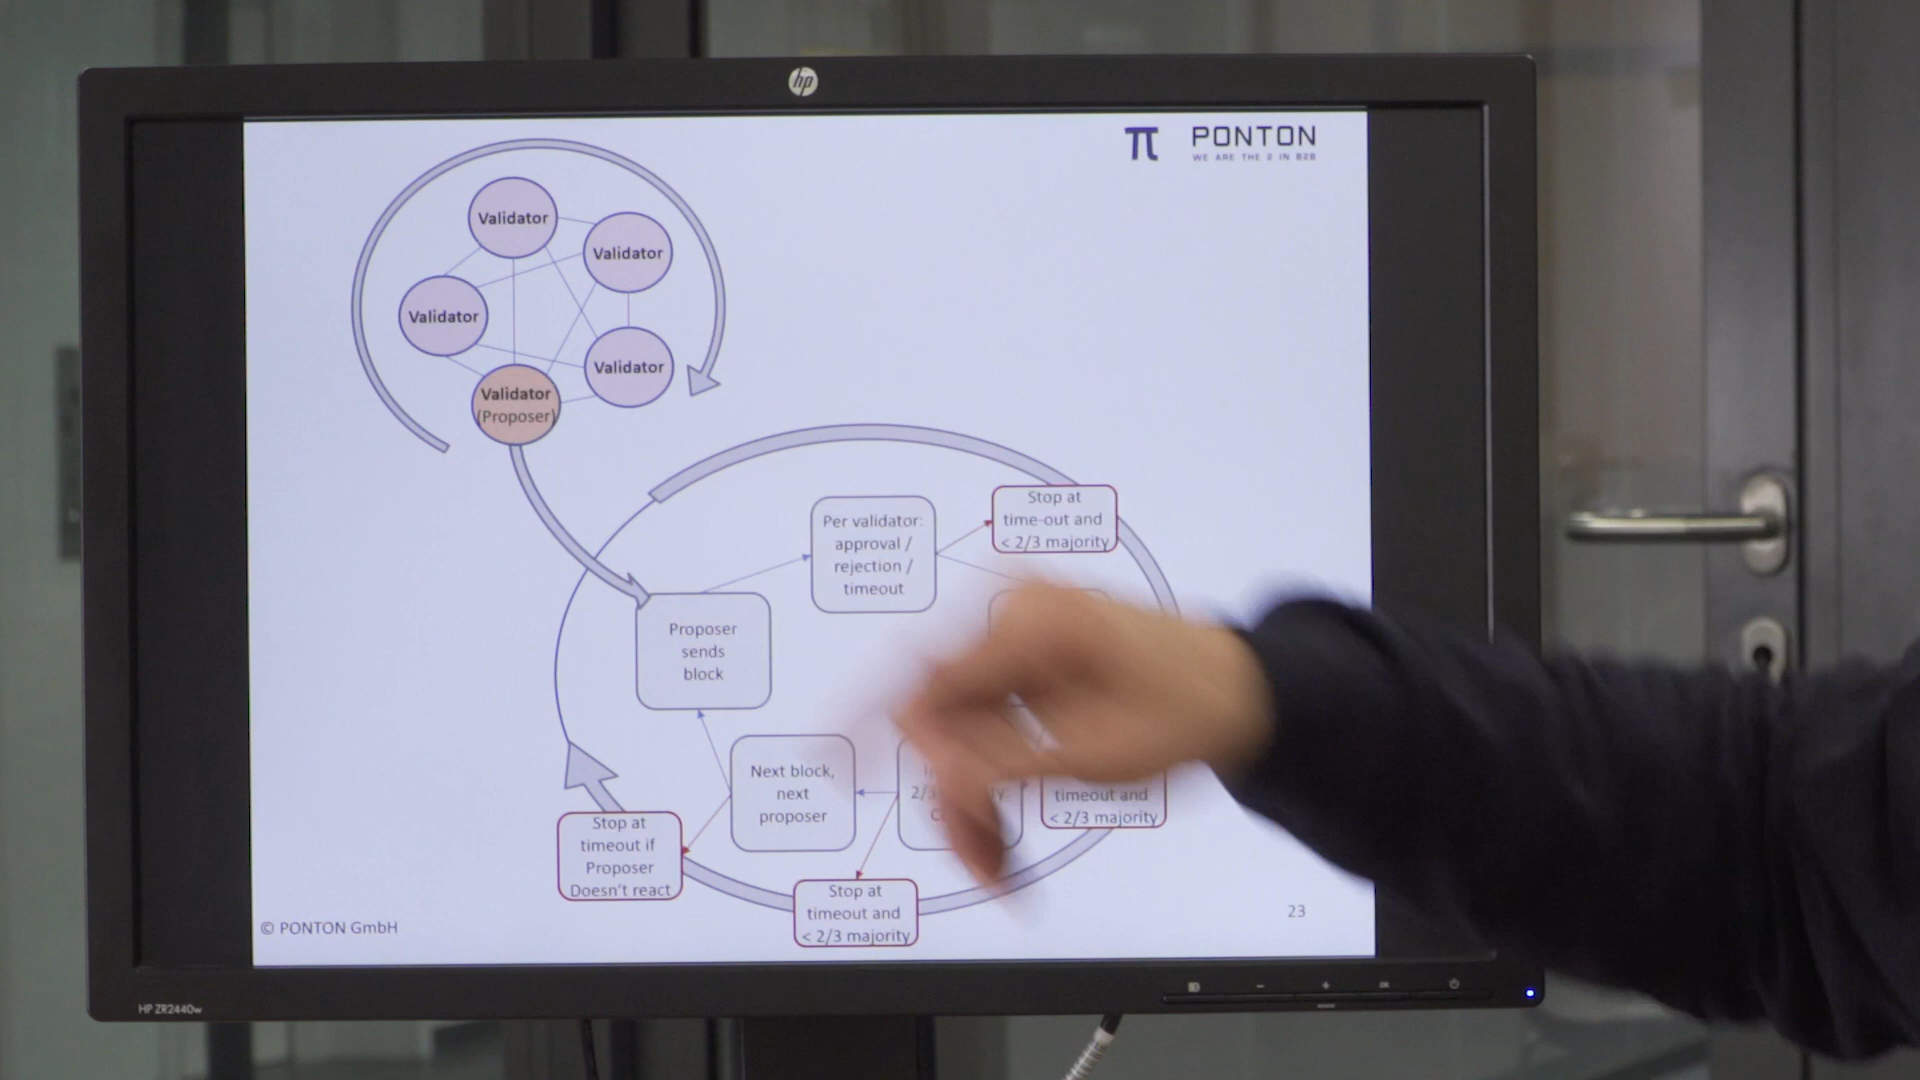 hp
π PONTON
WE ARE THE 2 IN B2B
Validator
Validator
Validator
Validator
Validator
(Proposer)
Stop at
time-out and
< 2/3 majority
Per validator:
approval /
rejection /
timeout
Proposer
sends
block
Next block,
next
proposer
2/3
timeout and
< 2/3 majority
Stop at
timeout if
Proposer
Doesn't react
Stop at
timeout and
< 2/3 majority
© PONTON GmbH
23
HP ZR2440w